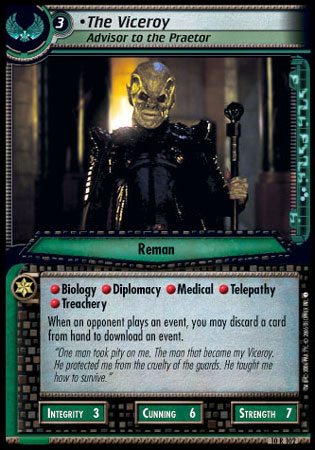 3
•The Viceroy
Advisor to the Praetor
Reman
Biology Diplomacy Medical Telepathy
Treachery
When an opponent plays an event, you may discard a card
from hand to download an event.
"One man took pity on me. The man that became my Viceroy.
He protected me from the cruelty of the guards. He taught me
how to survive."
INTEGRITY 3
CUNNING 6
STRENGTH 7